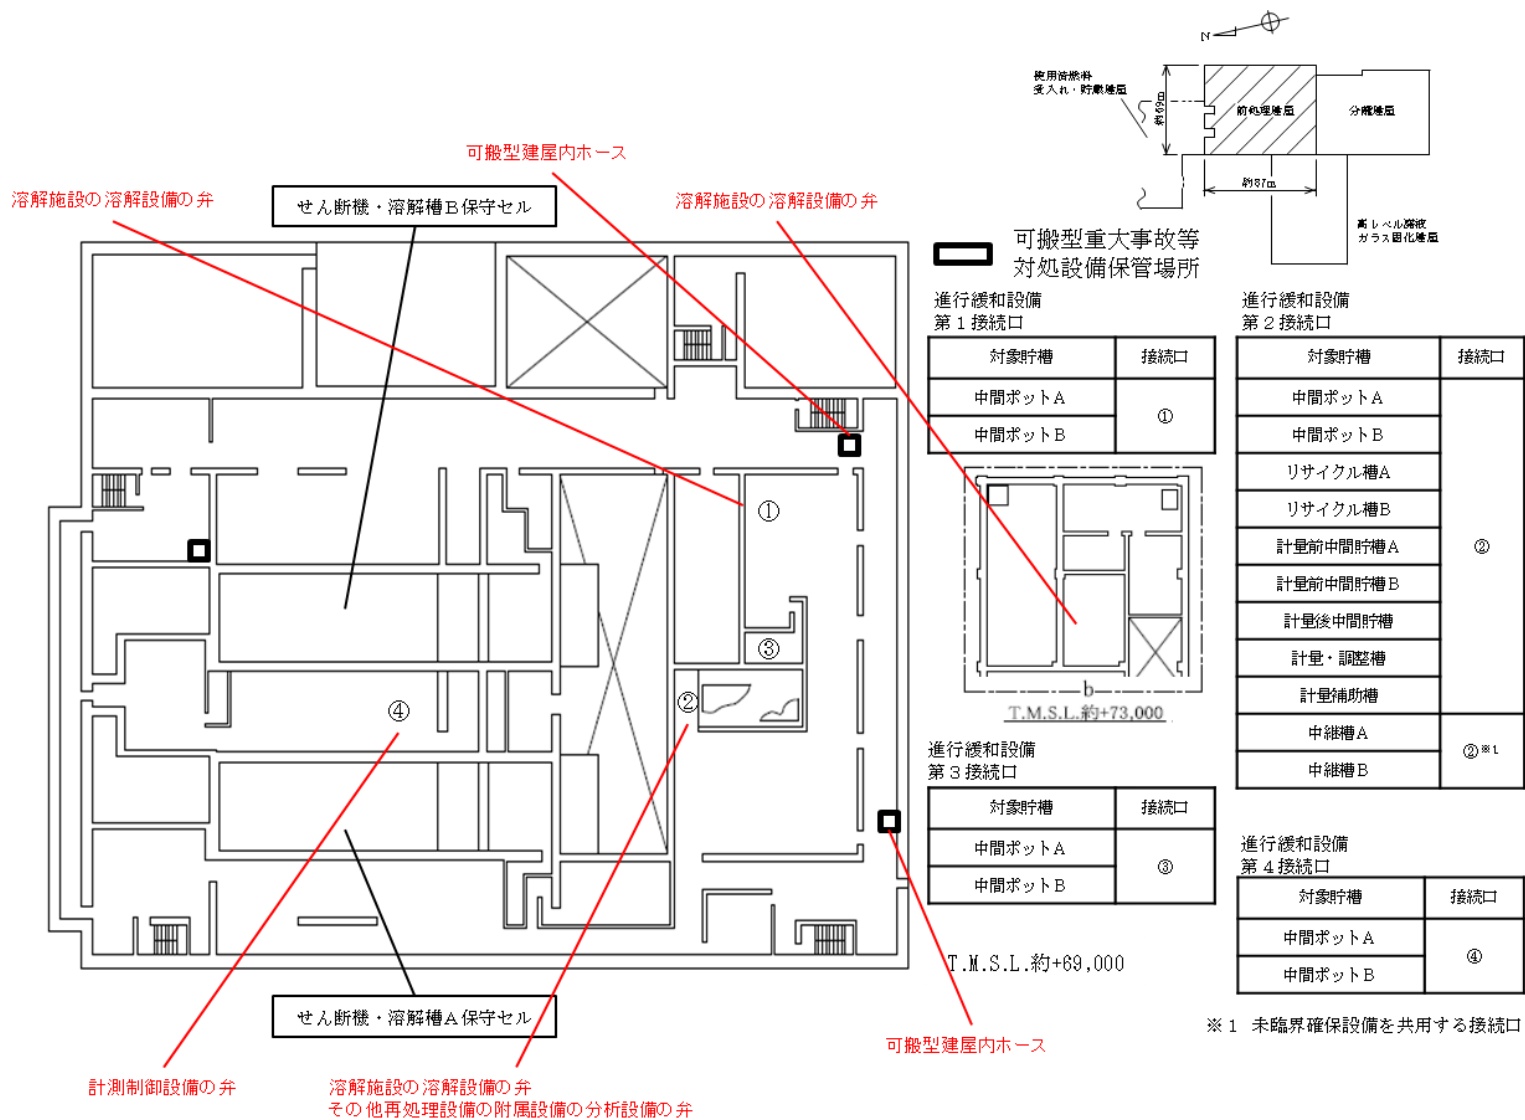 N
使用済燃料
受入れ・貯蔵建屋
約69m
前処理建屋
分離建屋
約87m
高レベル廃液
ガラス固化建屋
可搬型建屋内ホース
溶解施設の溶解設備の弁
せん断機・溶解槽B保守セル
溶解施設の溶解設備の弁
可搬型重大事故等
対処設備保管場所
進行緩和設備
第1接続口
対象貯槽 接続口
中間ポットA ①
中間ポットB
進行緩和設備
第2接続口
対象貯槽 接続口
中間ポットA ②
中間ポットB
リサイクル槽A
リサイクル槽B
計量前中間貯槽A
計量前中間貯槽B
計量後中間貯槽
計量・調整槽
計量補助槽
中継槽A ②※1
中継槽B
①
③
②
④
b
T.M.S.L.約+73,000
進行緩和設備
第3接続口
対象貯槽 接続口
中間ポットA ③
中間ポットB
進行緩和設備
第4接続口
対象貯槽 接続口
中間ポットA ④
中間ポットB
T.M.S.L.約+69,000
せん断機・溶解槽A保守セル
※1 未臨界確保設備を共用する接続口
可搬型建屋内ホース
計測制御設備の弁
溶解施設の溶解設備の弁
その他再処理設備の附属設備の分析設備の弁